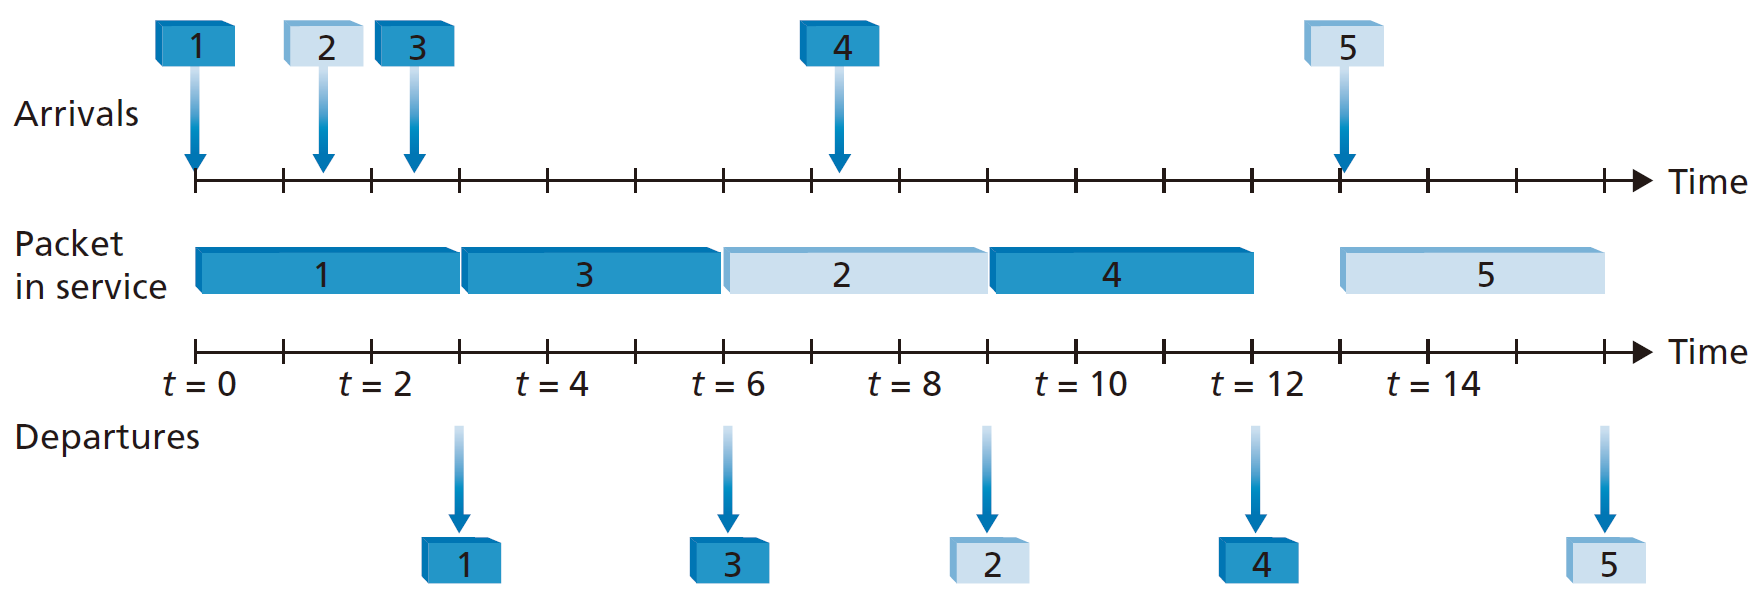 1 2 3 4 5
Arrivals
Time
Packet
in service
1 3 2 4 5
Time
t = 0 t = 2 t = 4 t = 6 t = 8 t = 10 t = 12 t = 14
Departures
1 3 2 4 5